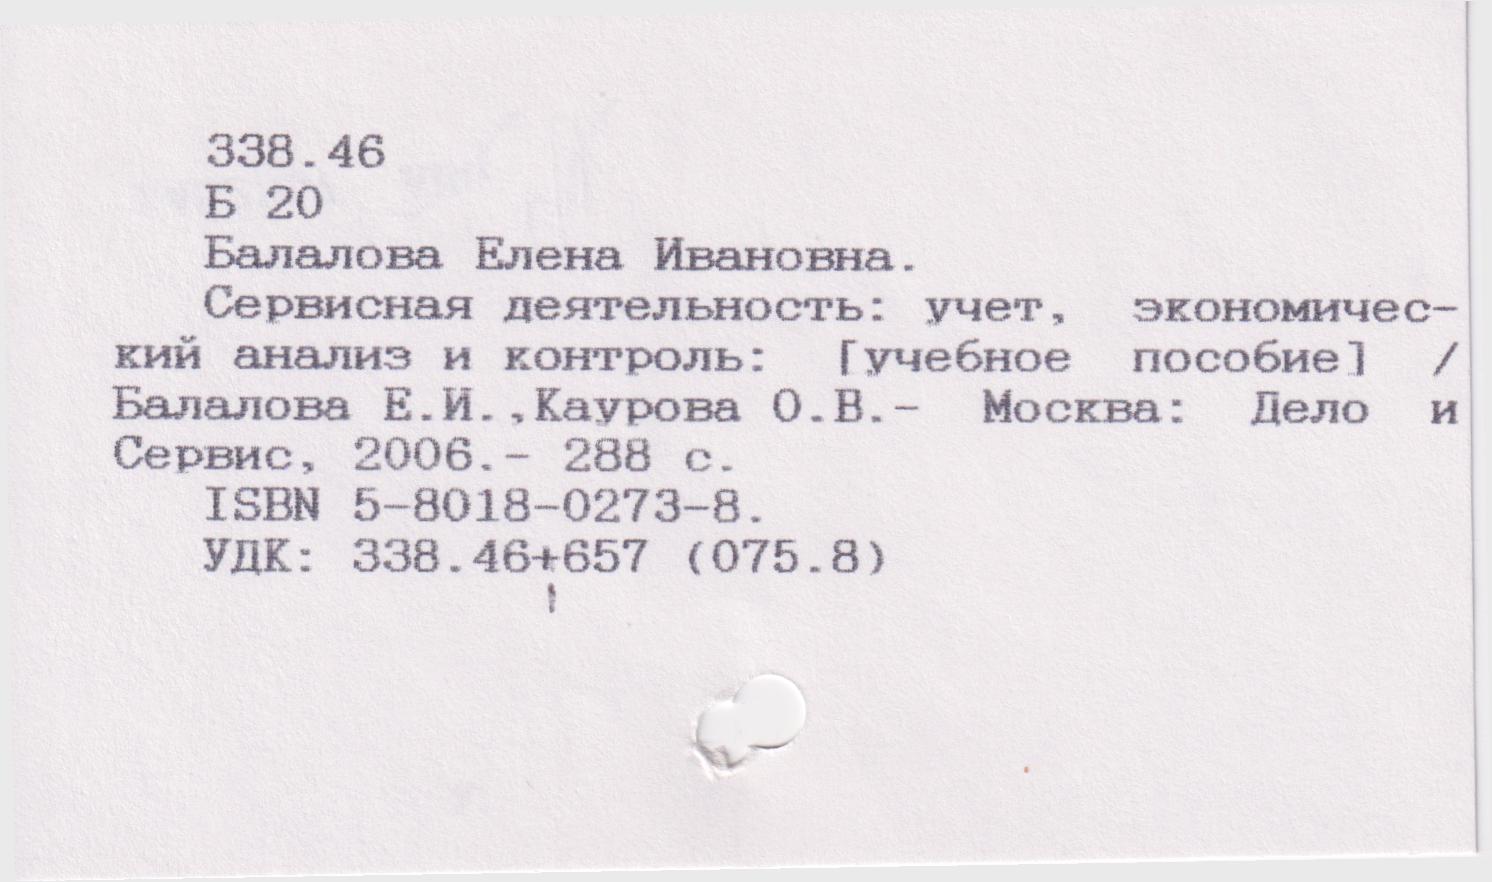 338.46
Б 20
Балалова Елена Ивановна.
Сервисная деятельность: учет, экономичес-
кий анализ и контроль: [учебное пособие] /
Балалова Е.И.,Каурова О.В.- Москва: Дело и
Сервис, 2006.- 288 с.
ISBN 5-8018-0273-8.
УДК: 338.46+657 (075.8)